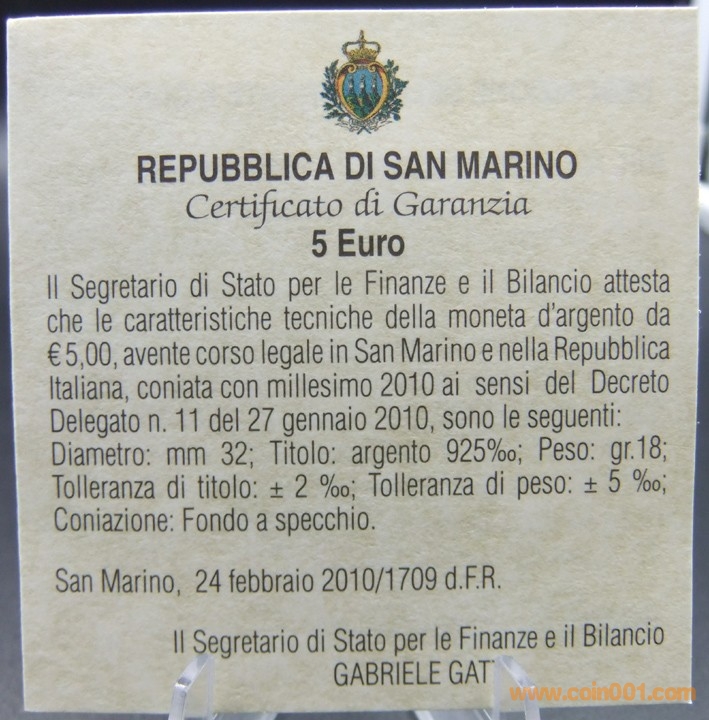 REPUBBLICA DI SAN MARINO
Certificato di Garanzia
5 Euro
Il Segretario di Stato per le Finanze e il Bilancio attesta
che le caratteristiche tecniche della moneta d'argento da
€5,00, avente corso legale in San Marino e nella Repubblica
Italiana, coniata con millesimo 2010 ai sensi del Decreto
Delegato n. 11 del 27 gennaio 2010, sono le seguenti:
Diametro: mm 32; Titolo: argento 925‰; Peso: gr.18;
Tolleranza di titolo: ± 2 ‰; Tolleranza di peso: ± 5 ‰;
Coniazione: Fondo a specchio.
San Marino, 24 febbraio 2010/1709 d.F.R.
Il Segretario di Stato per le Finanze e il Bilancio
GABRIELE
www.coin001.com